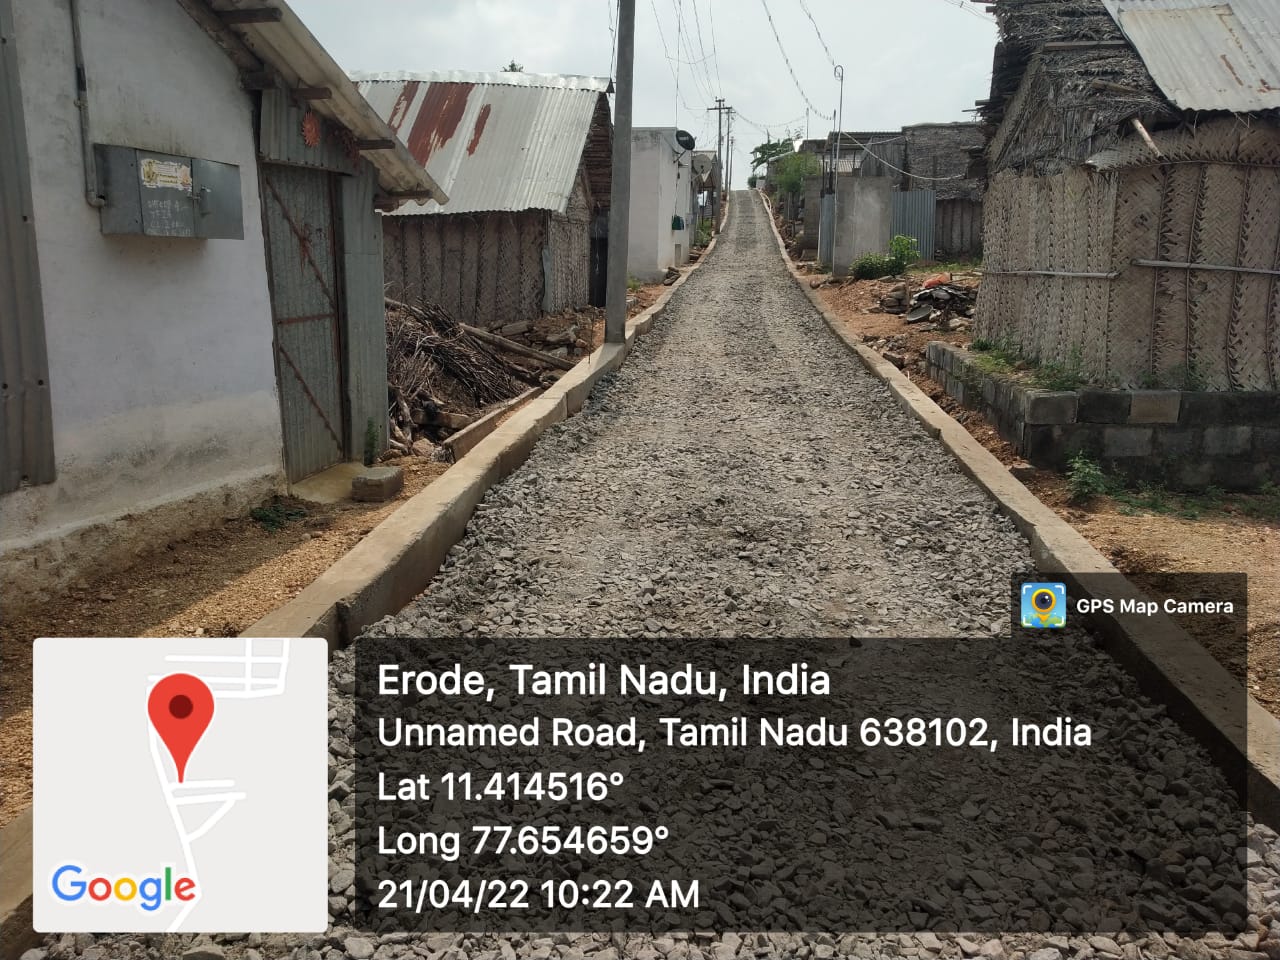 GPS Map Camera
Erode, Tamil Nadu, India
Unnamed Road, Tamil Nadu 638102, India
Lat 11.414516°
Long 77.654659°
21/04/22 10:22 AM
Google